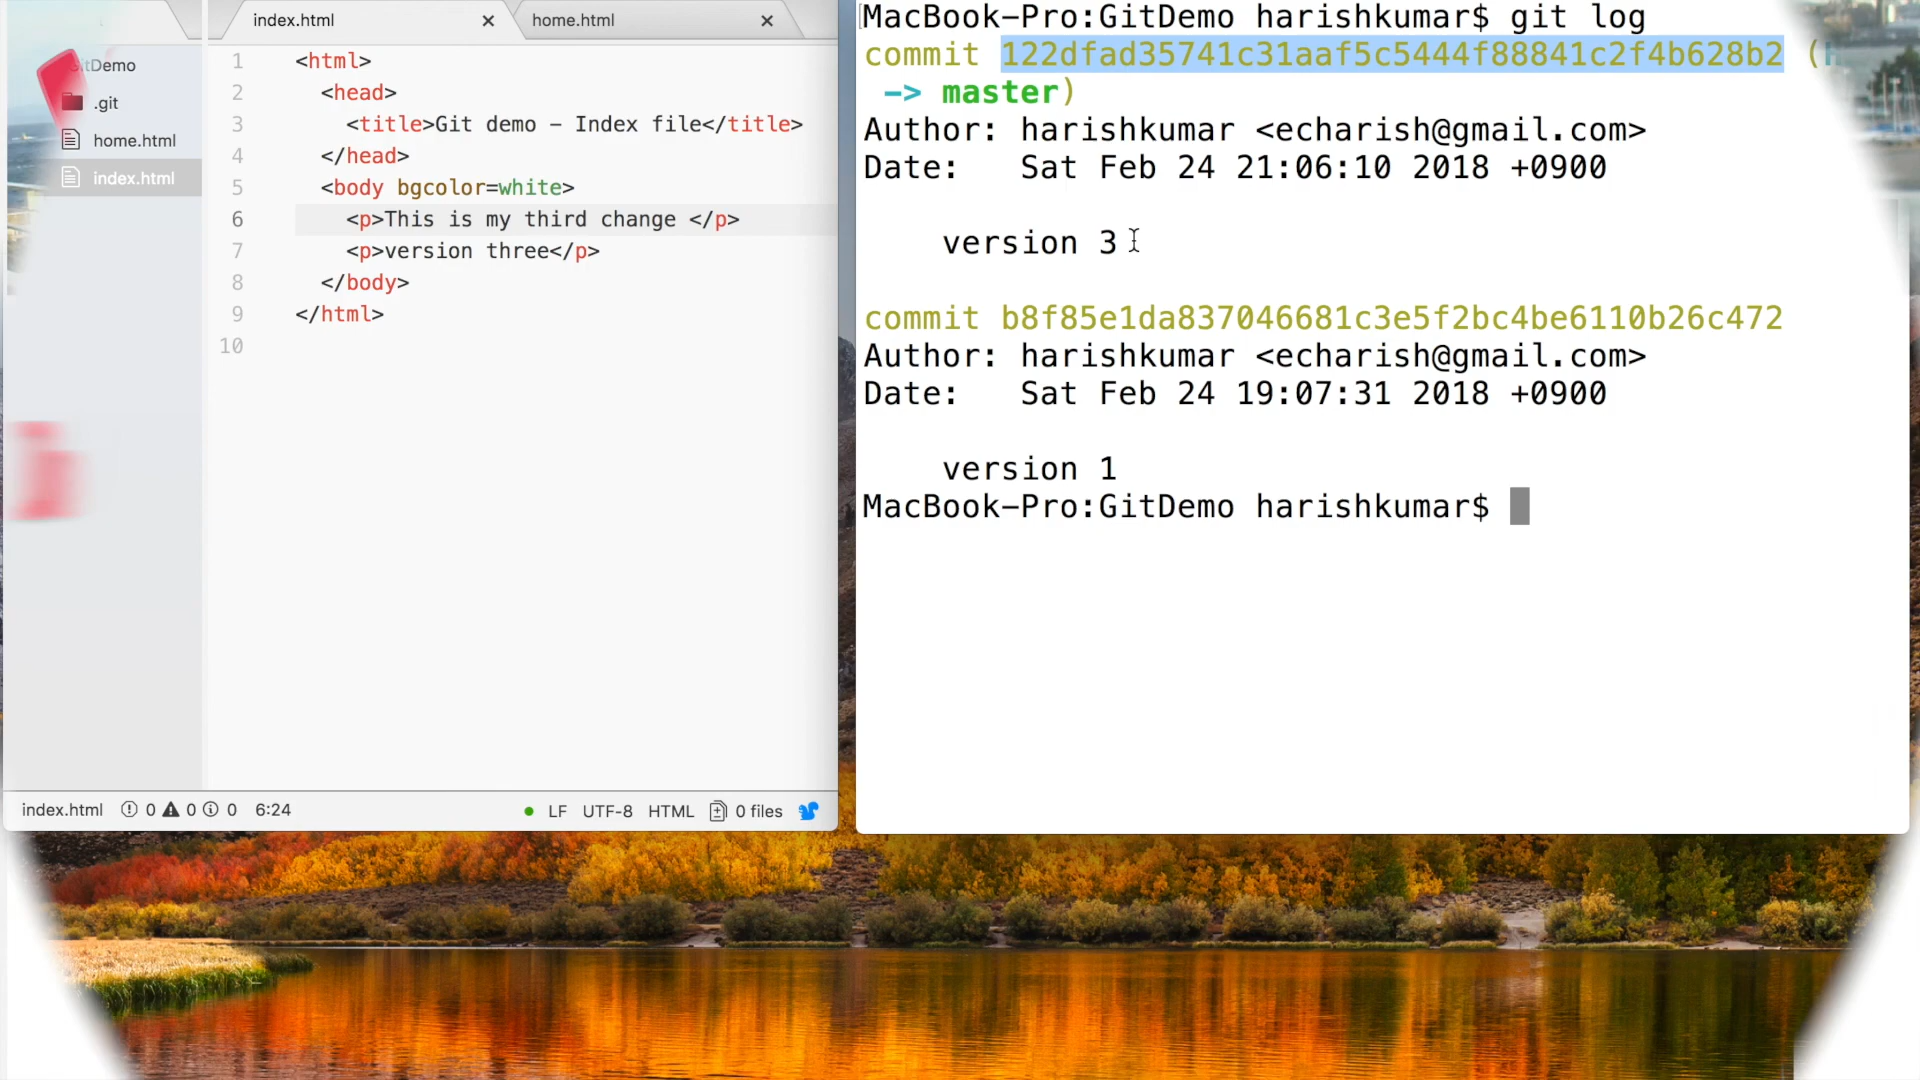 index.html
home.html
GitDemo
.git
home.html
index.html
1 <html>
2 <head>
3 <title>Git demo – Index file</title>
4 </head>
5 <body bgcolor=white>
6 <p>This is my third change </p>
7 <p>version three</p>
8 </body>
9 </html>
10
index.html 0 0 0 6:24 LF UTF-8 HTML 0 files
MacBook-Pro:GitDemo harishkumar$ git log
commit 122dfad35741c31aaf5c5444f88841c2f4b628b2 (
-> master)
Author: harishkumar <echarish@gmail.com>
Date: Sat Feb 24 21:06:10 2018 +0900
version 3
commit b8f85e1da837046681c3e5f2bc4be6110b26c472
Author: harishkumar <echarish@gmail.com>
Date: Sat Feb 24 19:07:31 2018 +0900
version 1
MacBook-Pro:GitDemo harishkumar$